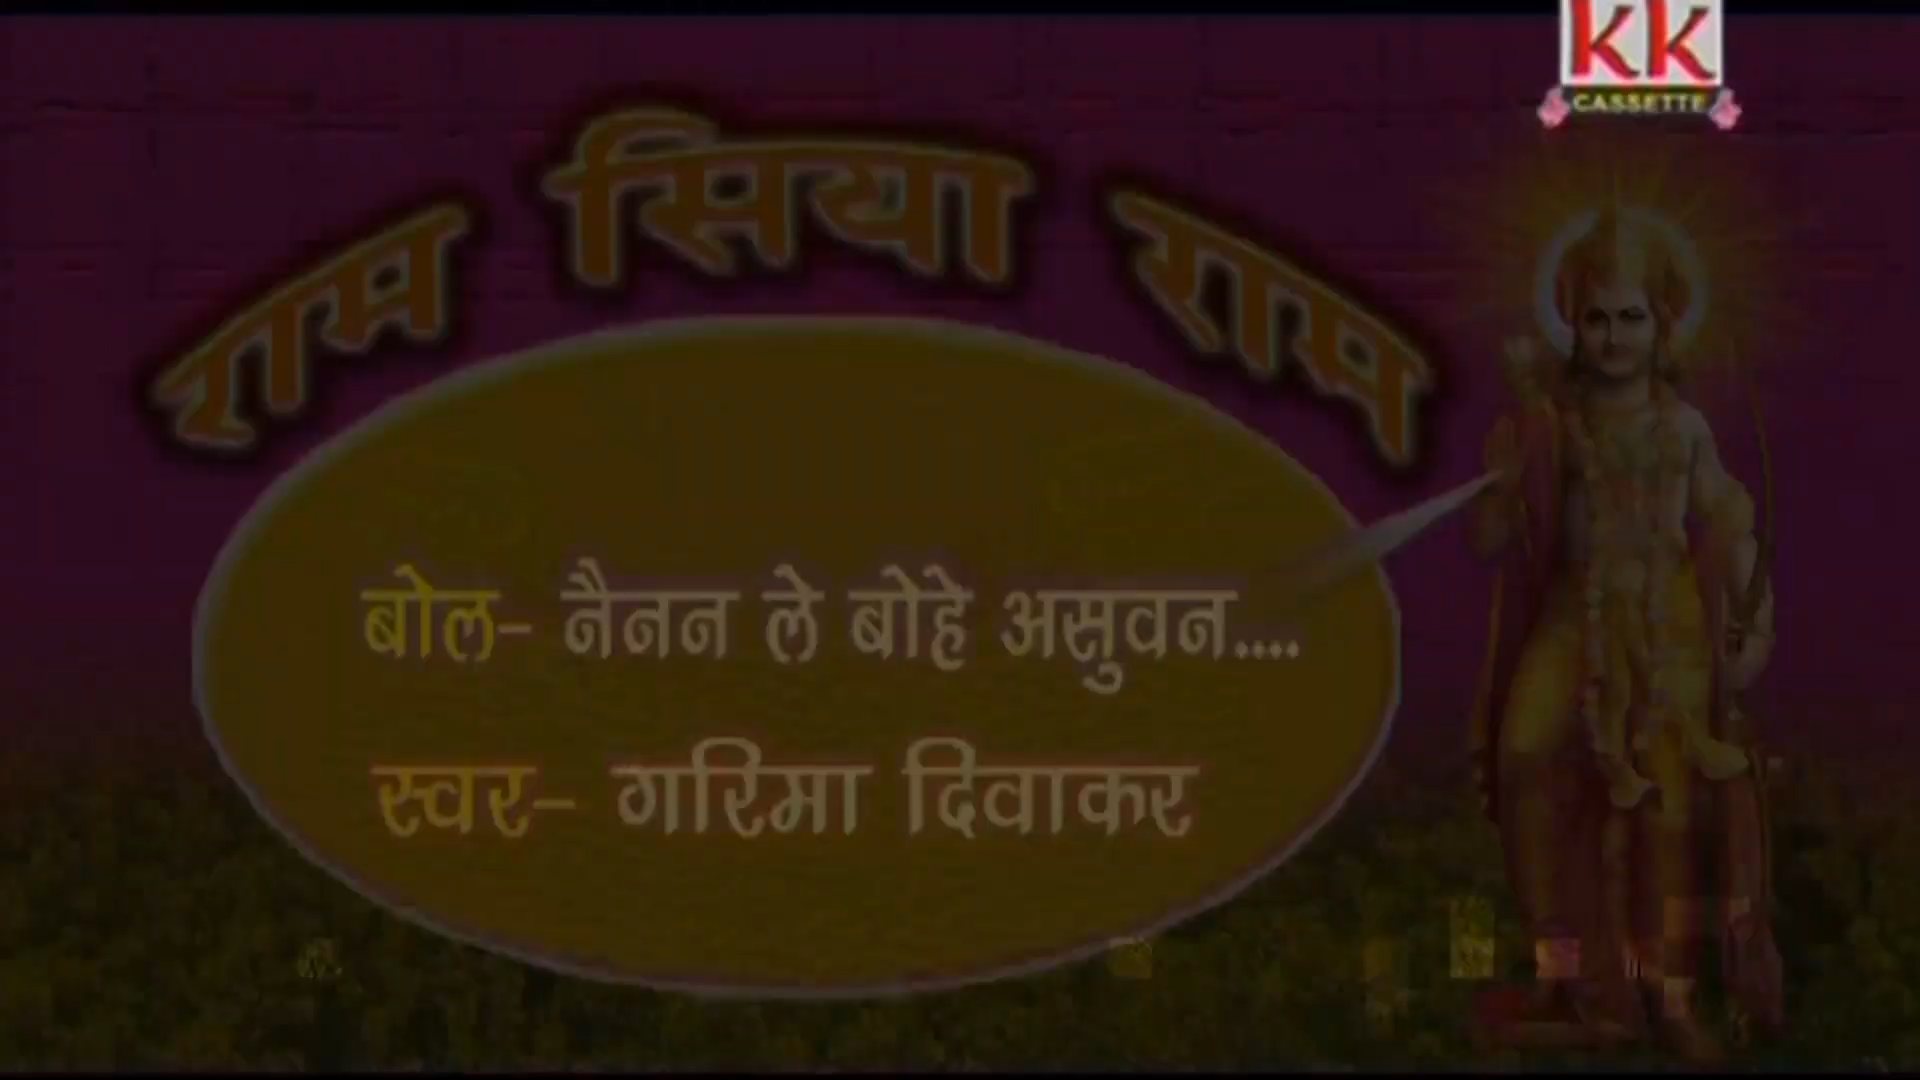 KK
CASSETTE
राम सिया राम
बोल- नैनन ले बोहे असुवन....
स्वर- गरिमा दिवाकर